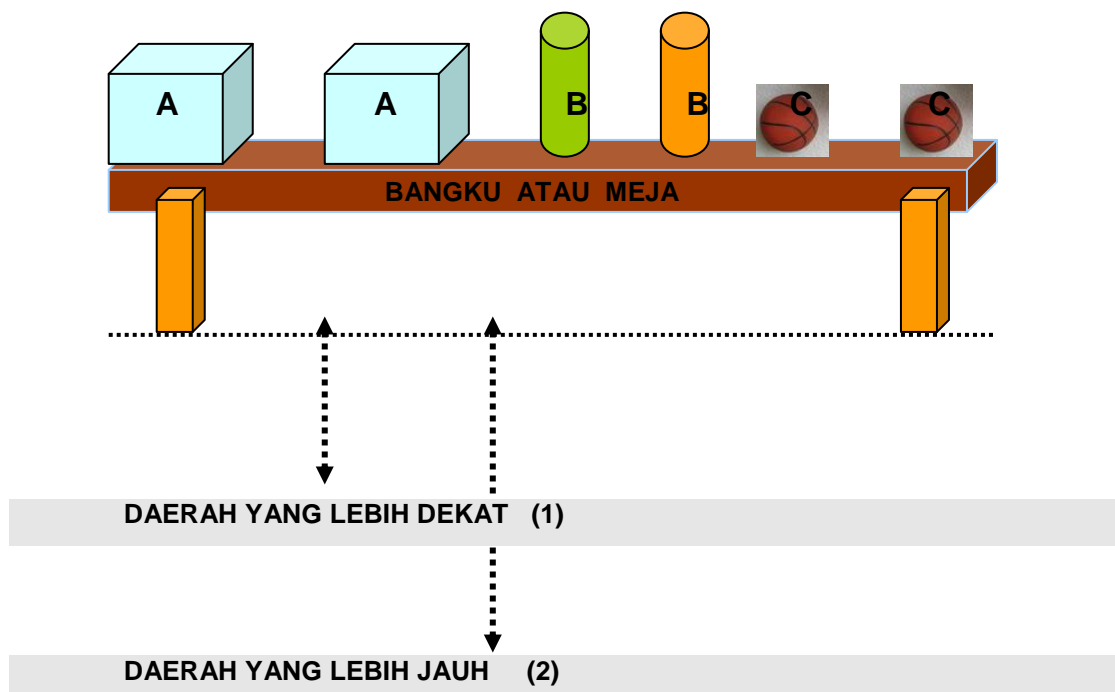 A A B B C C
BANGKU ATAU MEJA
DAERAH YANG LEBIH DEKAT (1)
DAERAH YANG LEBIH JAUH (2)